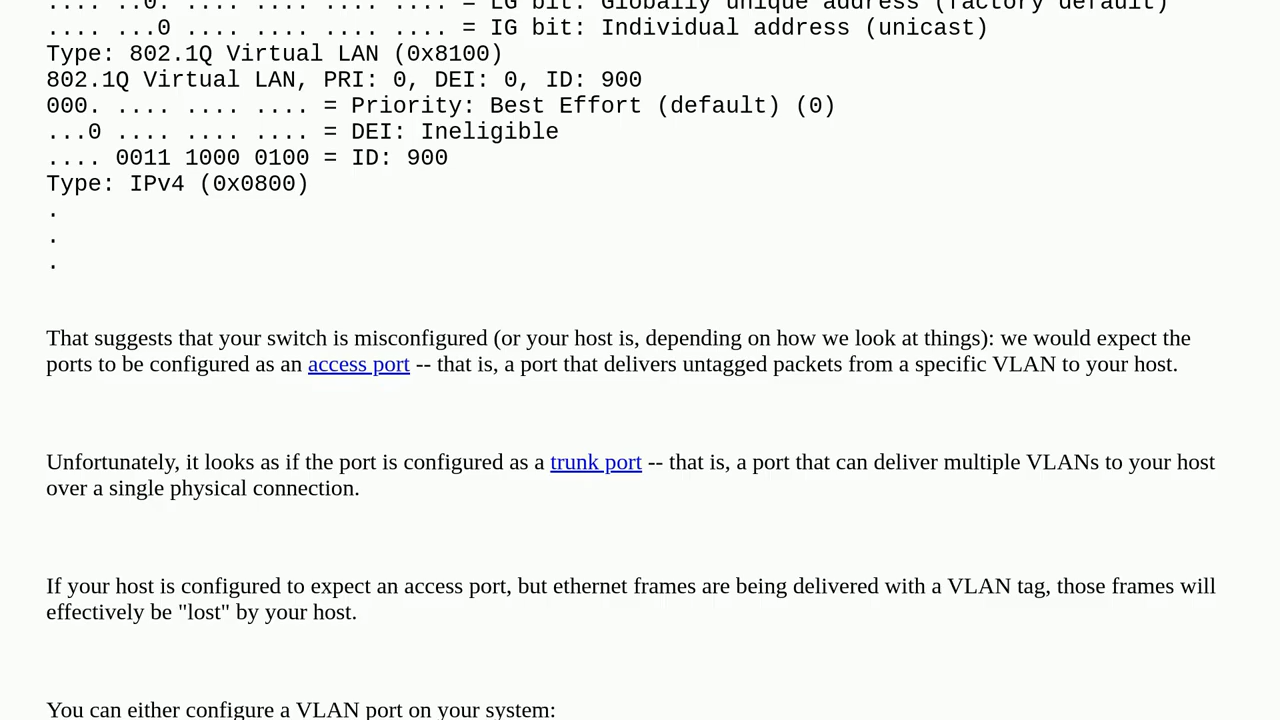 .... ..0. .... .... .... .... = LG bit: Globally unique address (factory default)
.... ...0 .... .... .... .... = IG bit: Individual address (unicast)
Type: 802.1Q Virtual LAN (0x8100)
802.1Q Virtual LAN, PRI: 0, DEI: 0, ID: 900
000. .... .... .... = Priority: Best Effort (default) (0)
...0 .... .... .... = DEI: Ineligible
.... 0011 1000 0100 = ID: 900
Type: IPv4 (0x0800)
.
.
.
That suggests that your switch is misconfigured (or your host is, depending on how we look at things): we would expect the
ports to be configured as an access port -- that is, a port that delivers untagged packets from a specific VLAN to your host.
Unfortunately, it looks as if the port is configured as a trunk port -- that is, a port that can deliver multiple VLANs to your host
over a single physical connection.
If your host is configured to expect an access port, but ethernet frames are being delivered with a VLAN tag, those frames will
effectively be "lost" by your host.
You can either configure a VLAN port on your system: